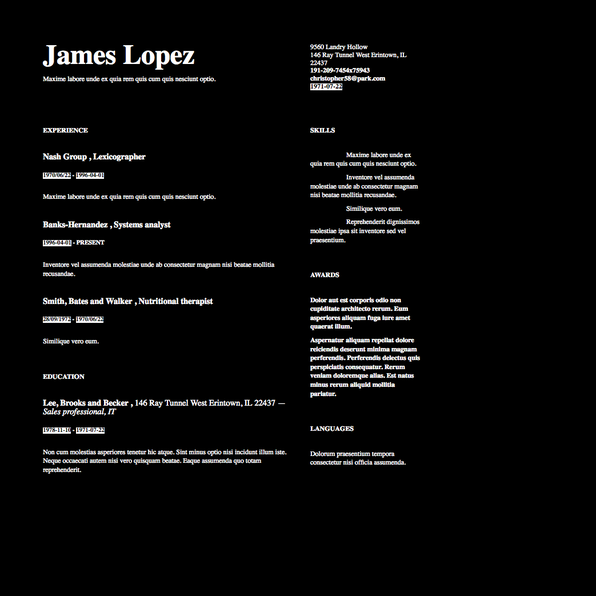 James Lopez
Maxime labore unde ex quia rem quis cum quis nesciunt optio.
9560 Landry Hollow
146 Ray Tunnel West Erintown, IL
22437
191-209-7454x75943
christopher58@park.com
1971-07-22
EXPERIENCE
Nash Group , Lexicographer
1970/06/22 - 1996-04-01
Maxime labore unde ex quia rem quis cum quis nesciunt optio.
Banks-Hernandez , Systems analyst
1996-04-01 - PRESENT
Inventore vel assumenda molestiae unde ab consectetur magnam nisi beatae mollitia
recusandae.
Smith, Bates and Walker , Nutritional therapist
28/09/1972 - 1970/06/22
Similique vero eum.
EDUCATION
Lee, Brooks and Becker , 146 Ray Tunnel West Erintown, IL 22437 —
Sales professional, IT
1978-11-10 - 1971-07-22
Non cum molestias asperiores tenetur hic atque. Sint minus optio nisi incidunt illum iste.
Neque occaecati autem nisi vero quisquam beatae. Eaque assumenda quo totam
reprehenderit.
SKILLS
Maxime labore unde ex
quia rem quis cum quis nesciunt optio.
Inventore vel assumenda
molestiae unde ab consectetur magnam
nisi beatae mollitia recusandae.
Similique vero eum.
Reprehenderit dignissimos
molestiae ipsa sit inventore sed vel
praesentium.
AWARDS
Dolor aut est corporis odio non
cupiditate architecto rerum. Eum
asperiores aliquam fuga iure amet
quaerat illum.
Aspernatur aliquam repellat dolore
reiciendis deserunt minima magnam
perferendis. Perferendis delectus quis
perspiciatis consequatur. Rerum
veniam doloremque alias. Est natus
minus rerum aliquid mollitia
pariatur.
LANGUAGES
Dolorum praesentium tempora
consectetur nisi officia assumenda.